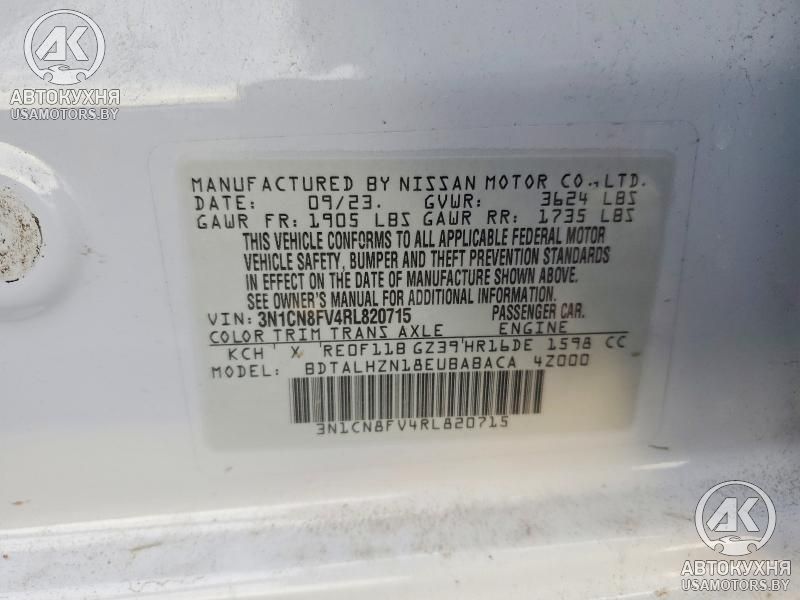 AK
АВТОКУХНЯ
USAMOTORS.BY
MANUFACTURED BY NISSAN MOTOR CO., LTD.
DATE: 09/23. GVWR: 3624 LBS
GAWR FR: 1905 LBS GAWR RR: 1735 LBS
THIS VEHICLE CONFORMS TO ALL APPLICABLE FEDERAL MOTOR
VEHICLE SAFETY, BUMPER AND THEFT PREVENTION STANDARDS
IN EFFECT ON THE DATE OF MANUFACTURE SHOWN ABOVE.
SEE OWNER'S MANUAL FOR ADDITIONAL INFORMATION.
VIN: 3N1CN8FV4RL820715 PASSENGER CAR.
COLOR TRIM TRANS AXLE ENGINE
KCH X RE0F11B GZ39 HR16DE 1598 CC
MODEL: BDTALHZN18EUBABACA 4Z000
3N1CN8FV4RL820715
AK
АВТОКУХНЯ
USAMOTORS.BY